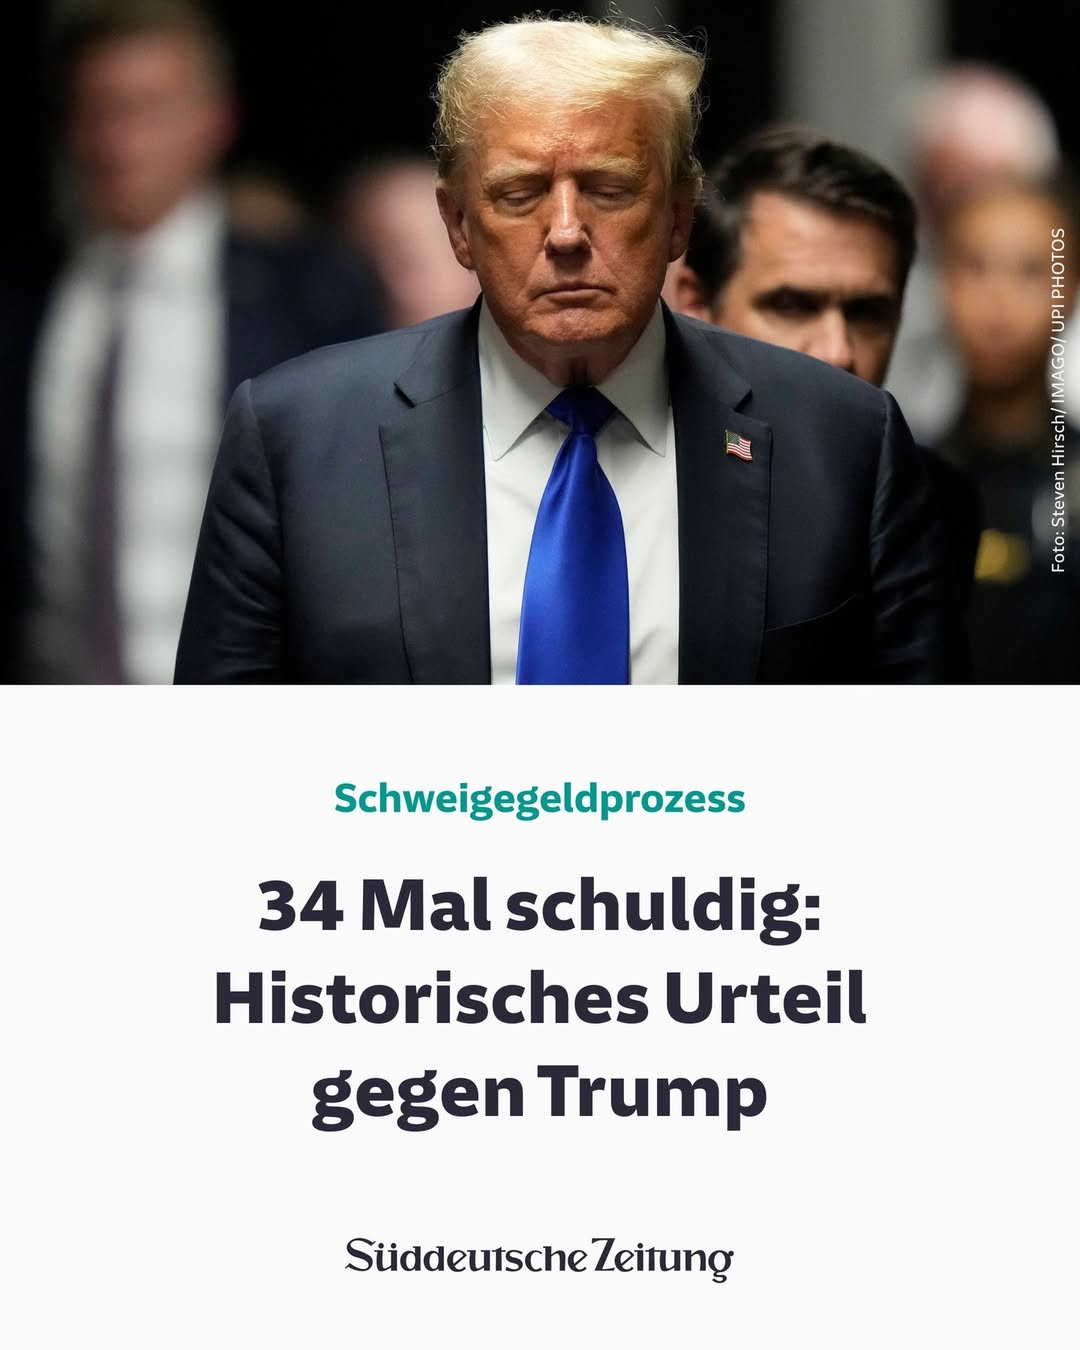 Foto: Steven Hirsch/ IMAGO/ UPI PHOTOS
Schweigegeldprozess
34 Mal schuldig:
Historisches Urteil
gegen Trump
Süddeutsche Zeitung